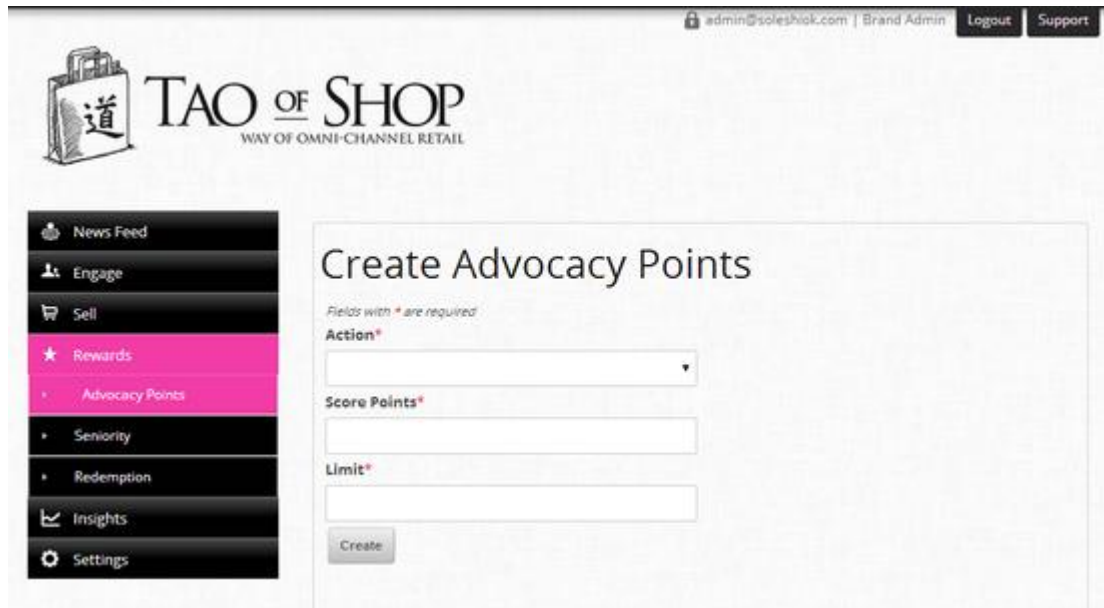 admin@soleshiok.com | Brand Admin Logout Support
道
TAO OF SHOP
WAY OF OMNI-CHANNEL RETAIL
News Feed
Engage
Sell
Rewards
Advocacy Points
Seniority
Redemption
Insights
Settings
Create Advocacy Points
Fields with * are required
Action*
Score Points*
Limit*
Create